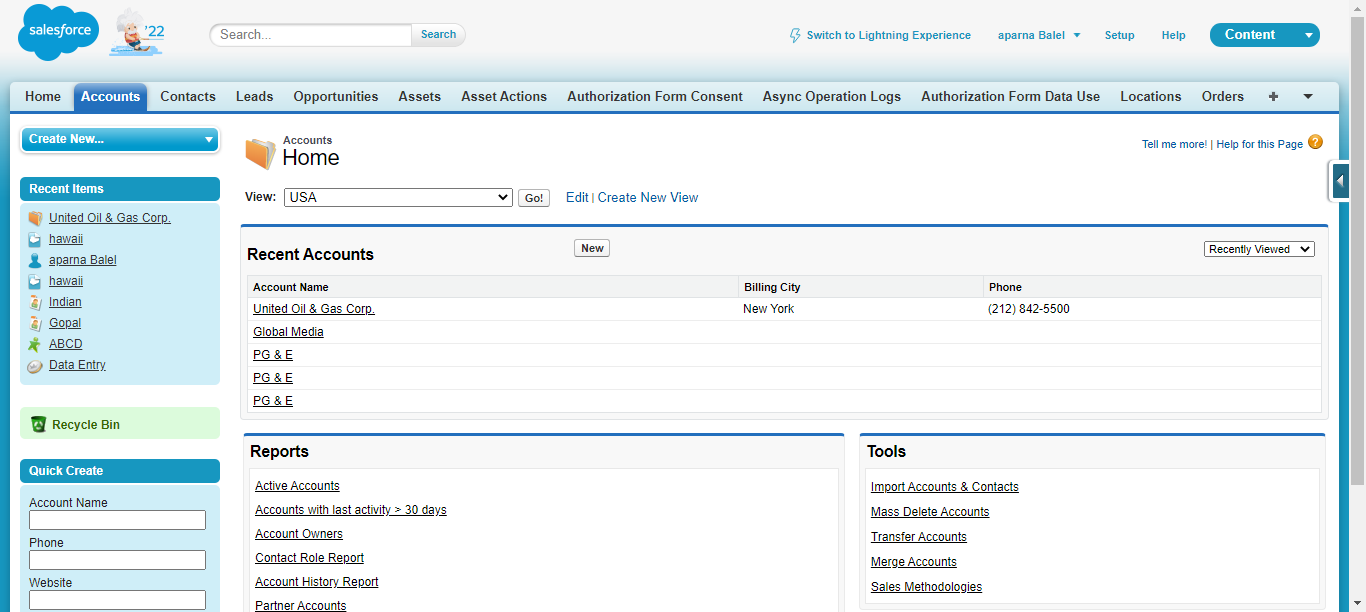 salesforce
'22
Search...
Search
Switch to Lightning Experience
aparna Balel
Setup
Help
Content
Home
Accounts
Contacts
Leads
Opportunities
Assets
Asset Actions
Authorization Form Consent
Async Operation Logs
Authorization Form Data Use
Locations
Orders
+
Create New...
Recent Items
United Oil & Gas Corp.
hawaii
aparna Balel
hawaii
Indian
Gopal
ABCD
Data Entry
Recycle Bin
Quick Create
Account Name
Phone
Website
Accounts
Home
Tell me more! | Help for this Page ?
View: USA Go! Edit | Create New View
Recent Accounts
New
Recently Viewed
Account Name Billing City Phone
United Oil & Gas Corp. New York (212) 842-5500
Global Media
PG & E
PG & E
PG & E
Reports
Active Accounts
Accounts with last activity > 30 days
Account Owners
Contact Role Report
Account History Report
Partner Accounts
Tools
Import Accounts & Contacts
Mass Delete Accounts
Transfer Accounts
Merge Accounts
Sales Methodologies